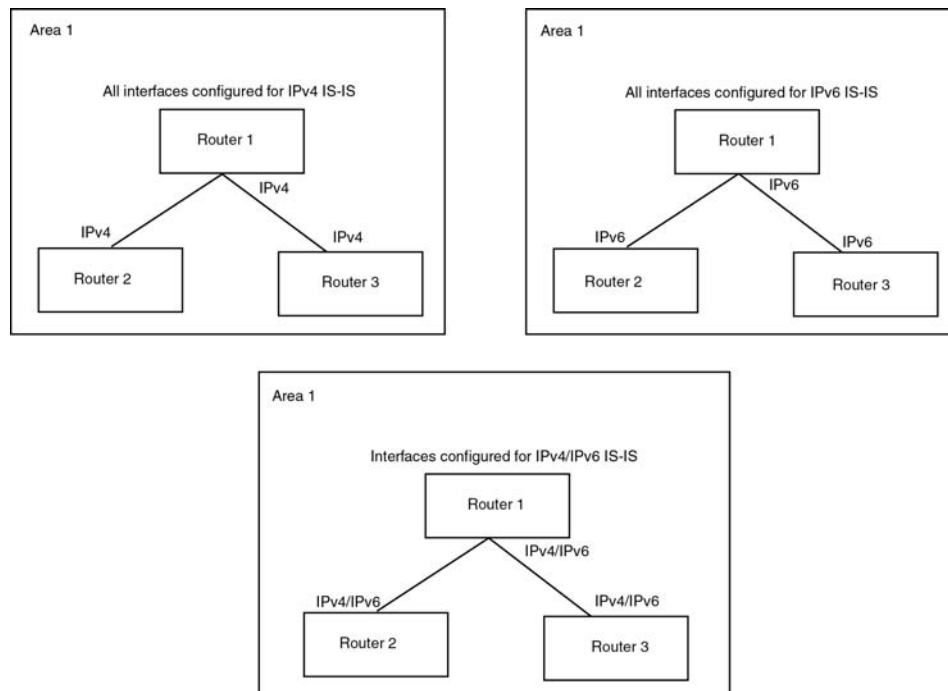 Area 1
All interfaces configured for IPv4 IS-IS
Router 1
IPv4
IPv4
IPv4
Router 2
Router 3
Area 1
All interfaces configured for IPv6 IS-IS
Router 1
IPv6
IPv6
IPv6
Router 2
Router 3
Area 1
Interfaces configured for IPv4/IPv6 IS-IS
Router 1
IPv4/IPv6
IPv4/IPv6
IPv4/IPv6
Router 2
Router 3